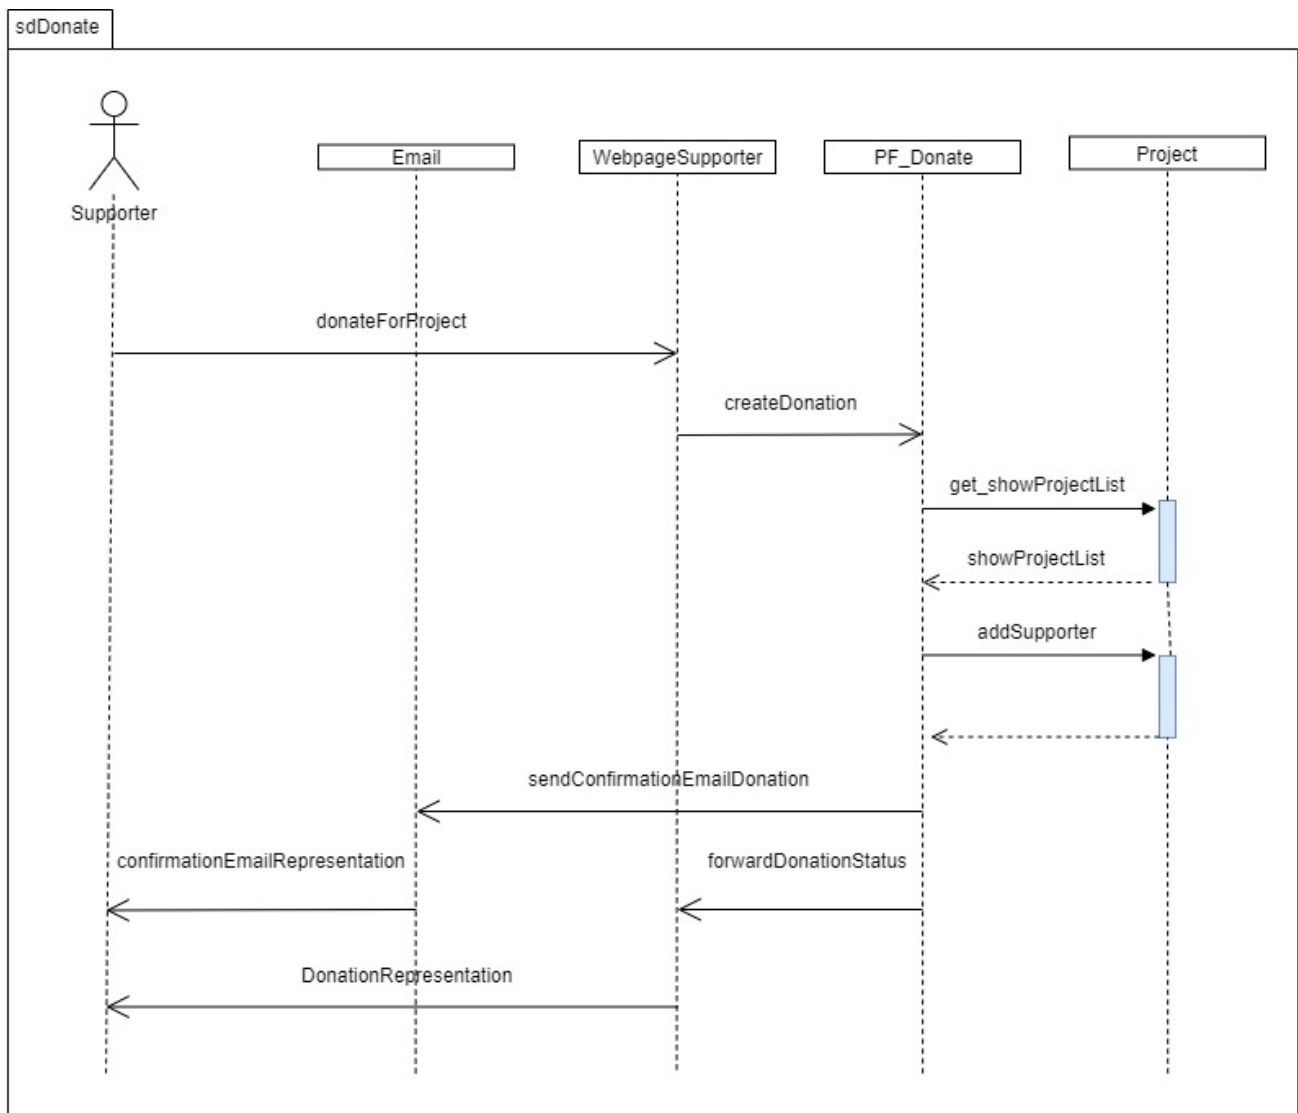 sdDonate
Email
WebpageSupporter
PF_Donate
Project
Supporter
donateForProject
createDonation
get_showProjectList
showProjectList
addSupporter
sendConfirmationEmailDonation
confirmationEmailRepresentation
forwardDonationStatus
DonationRepresentation